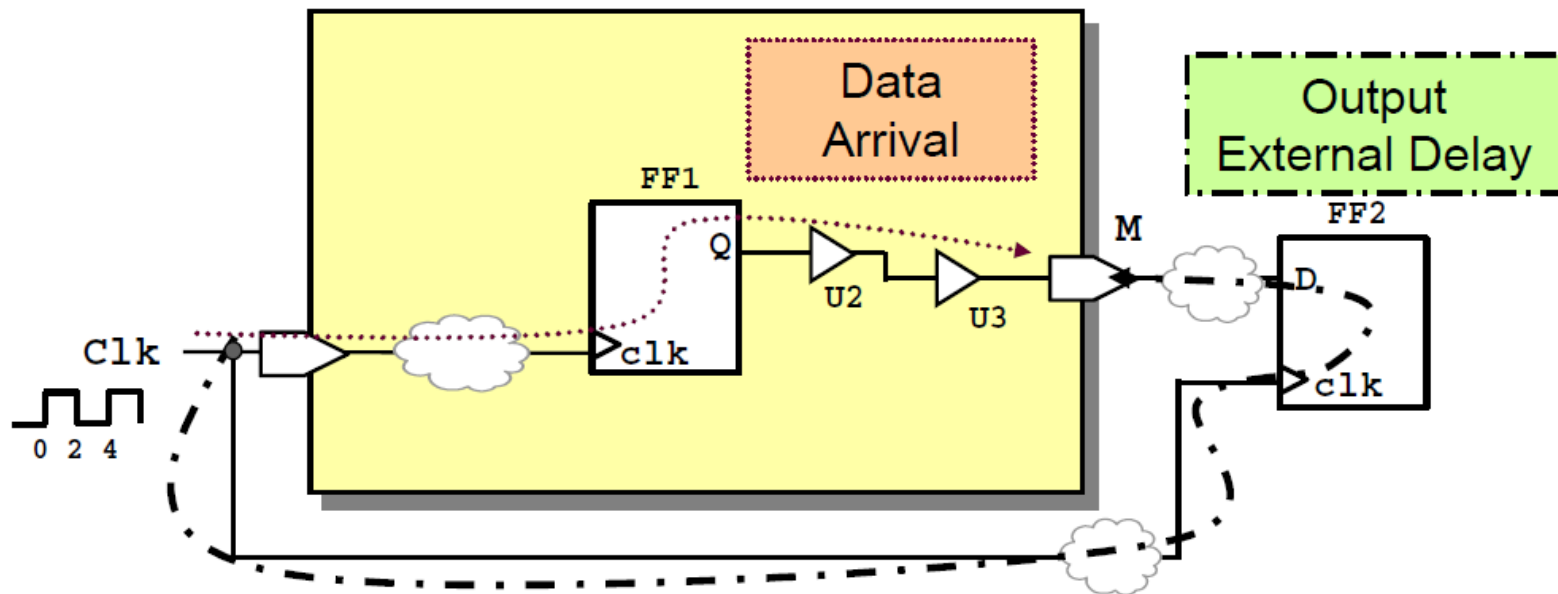 Data
Arrival
Output
External Delay
FF1
FF2
M
Q
D
U2
U3
Clk
clk
clk
0 2 4